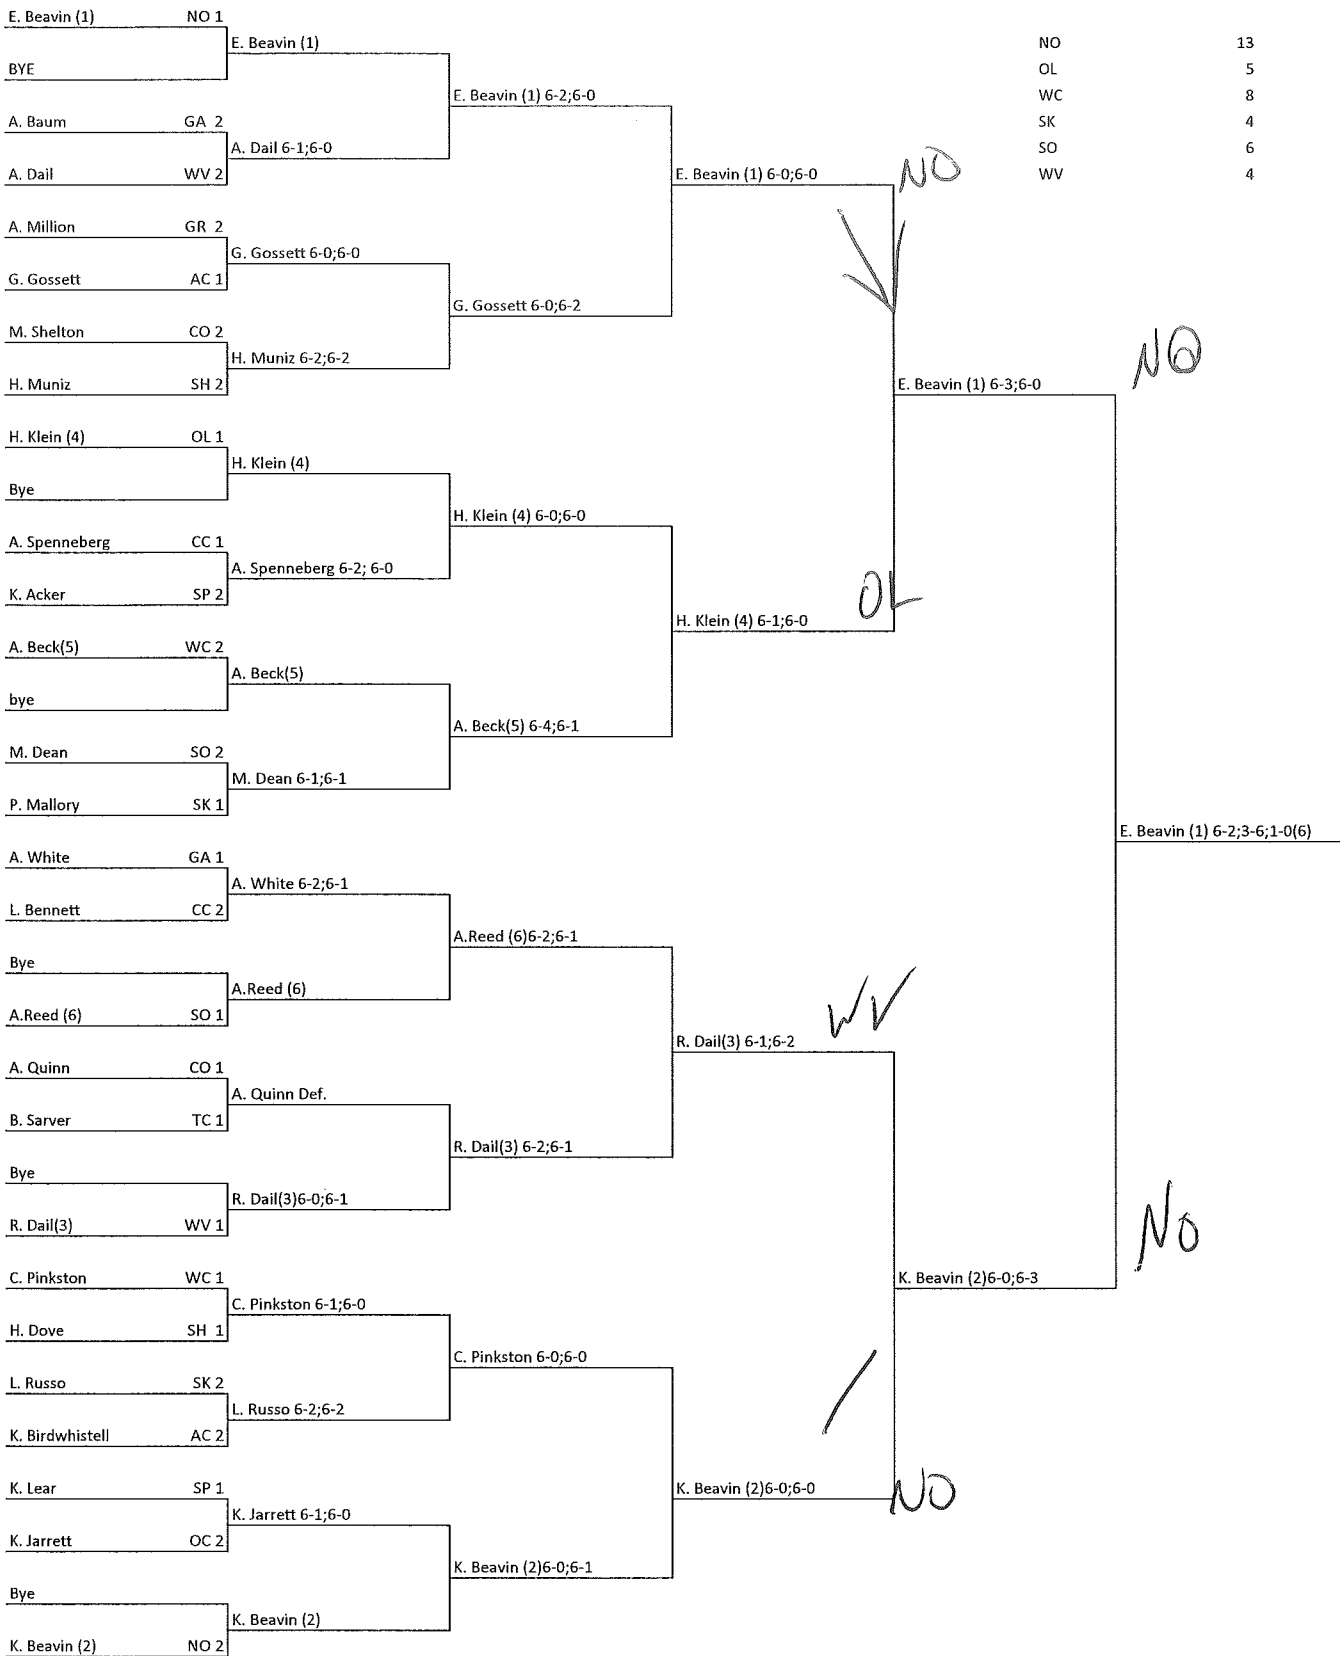 E. Beavin (1) NO 1
BYE
A. Baum GA 2
A. Dail WV 2
A. Million GR 2
G. Gossett AC 1
M. Shelton CO 2
H. Muniz SH 2
H. Klein (4) OL 1
Bye
A. Spenneberg CC 1
K. Acker SP 2
A. Beck(5) WC 2
bye
M. Dean SO 2
P. Mallory SK 1
A. White GA 1
L. Bennett CC 2
Bye
A.Reed (6) SO 1
A. Quinn CO 1
B. Sarver TC 1
Bye
R. Dail(3) WV 1
C. Pinkston WC 1
H. Dove SH 1
L. Russo SK 2
K. Birdwhistell AC 2
K. Lear SP 1
K. Jarrett OC 2
Bye
K. Beavin (2) NO 2
E. Beavin (1)
A. Dail 6-1;6-0
G. Gossett 6-0;6-0
H. Muniz 6-2;6-2
H. Klein (4)
A. Spenneberg 6-2; 6-0
A. Beck(5)
M. Dean 6-1;6-1
A. White 6-2;6-1
A.Reed (6)
A. Quinn Def.
R. Dail(3)6-0;6-1
C. Pinkston 6-1;6-0
L. Russo 6-2;6-2
K. Jarrett 6-1;6-0
K. Beavin (2)
E. Beavin (1) 6-2;6-0
G. Gossett 6-0;6-2
H. Klein (4) 6-0;6-0
A. Beck(5) 6-4;6-1
A.Reed (6)6-2;6-1
R. Dail(3) 6-2;6-1
C. Pinkston 6-0;6-0
K. Beavin (2)6-0;6-1
E. Beavin (1) 6-0;6-0
NO
H. Klein (4) 6-1;6-0
OL
R. Dail(3) 6-1;6-2
WV
K. Beavin (2)6-0;6-0
NO
E. Beavin (1) 6-3;6-0
NO
K. Beavin (2)6-0;6-3
NO
E. Beavin (1) 6-2;3-6;1-0(6)
NO 13
OL 5
WC 8
SK 4
SO 6
WV 4